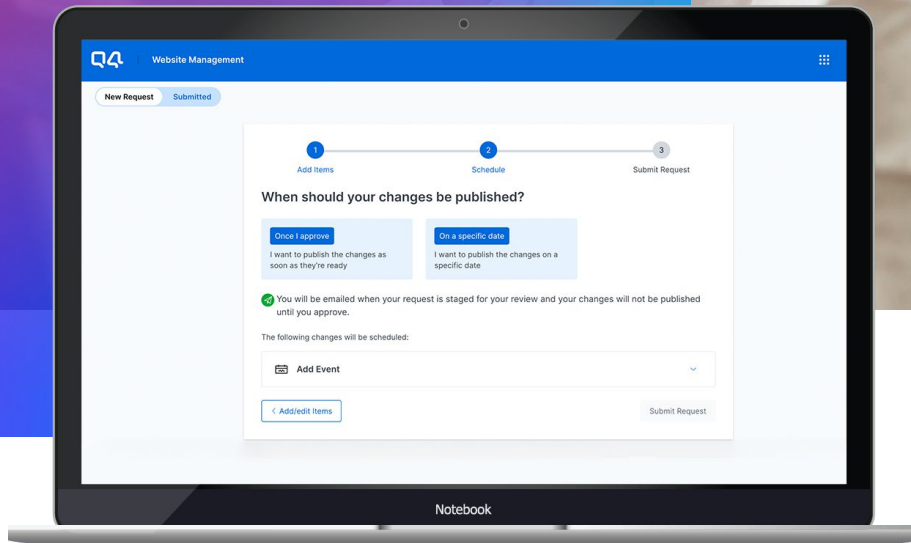 Q4
Website Management
New Request
Submitted
1
2
3
Add Items
Schedule
Submit Request
When should your changes be published?
Once I approve
I want to publish the changes as
soon as they're ready
On a specific date
I want to publish the changes on a
specific date
You will be emailed when your request is staged for your review and your changes will not be published
until you approve.
The following changes will be scheduled:
Add Event
< Add/edit Items
Submit Request
Notebook